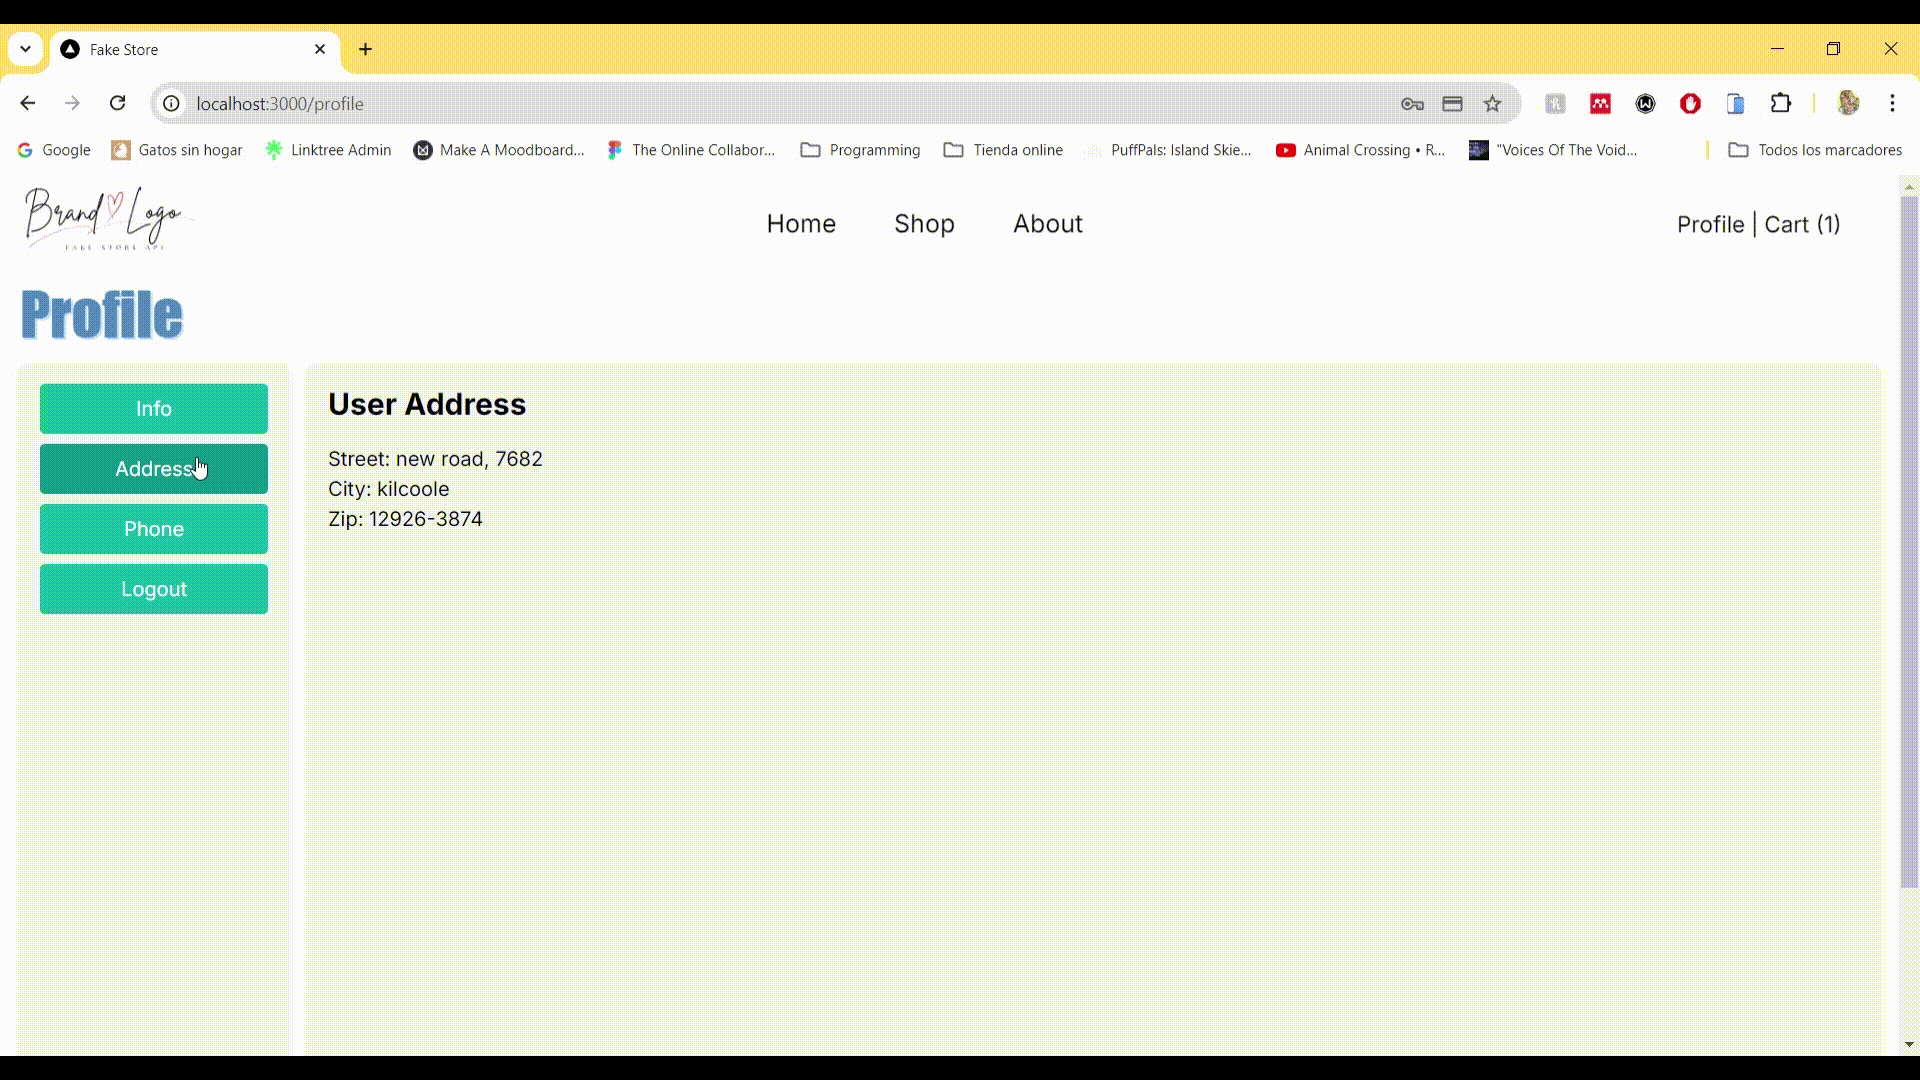 Fake Store
localhost:3000/profile
Google Gatos sin hogar Linktree Admin Make A Moodboard... The Online Collabor... Programming Tienda online PuffPals: Island Skie... Animal Crossing • R... "Voices Of The Void... Todos los marcadores
Brand Logo
FAKE STORE API
Home Shop About
Profile | Cart (1)
Profile
Info
Address
Phone
Logout
User Address
Street: new road, 7682
City: kilcoole
Zip: 12926-3874